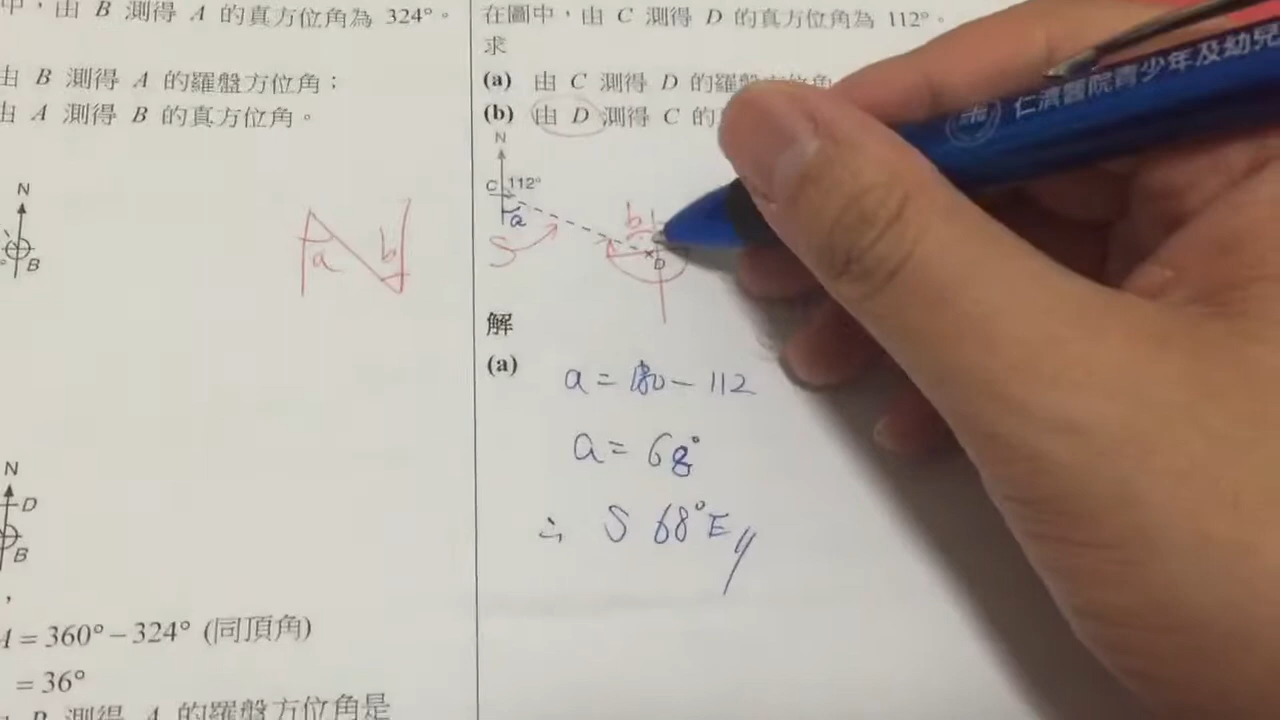 由 B 測得 A 的真方位角為 324°。
由 B 測得 A 的羅盤方位角；
由 A 測得 B 的真方位角。
N
B
a
b
N
D
B
，
= 360° − 324° (同頂角)
= 36°
測得 A 的羅盤方位角是
在圖中，由 C 測得 D 的真方位角為 112°。
求
(a) 由 C 測得 D 的羅盤方位角
(b) 由 D 測得 C 的
N
C 112°
a
S
b
D
解
(a) a = 180 − 112
a = 68°
∴ S 68° E
仁濟醫院青少年及幼兒